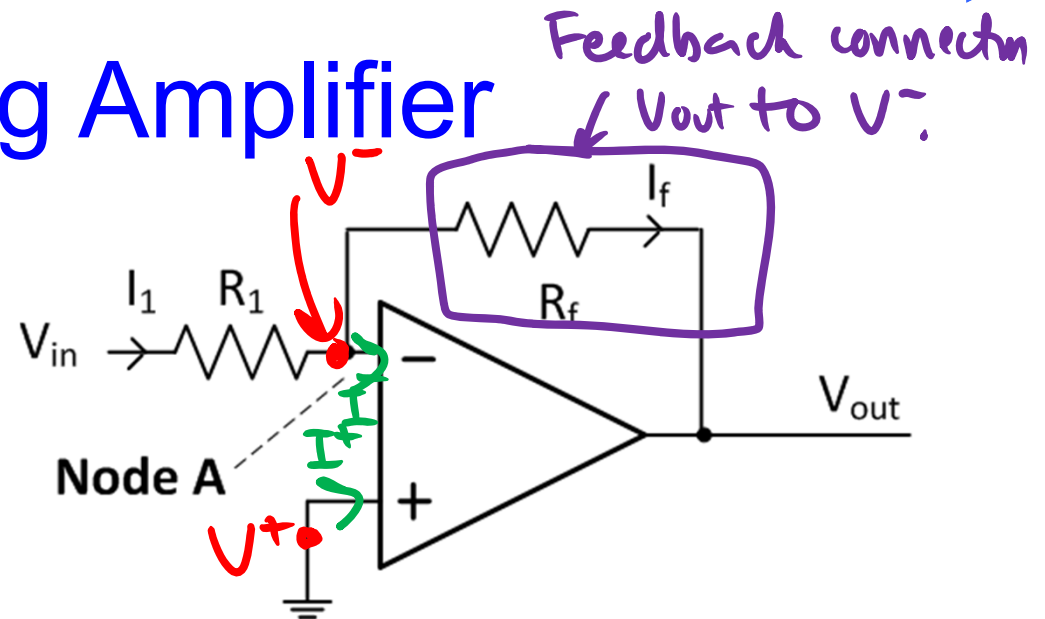 Feedback connectn
g Amplifier
Vout to V⁻.
V⁻
I_f
I₁ R₁
R_f
V_in
−
V_out
I⁻
I⁺
Node A
+
V⁺